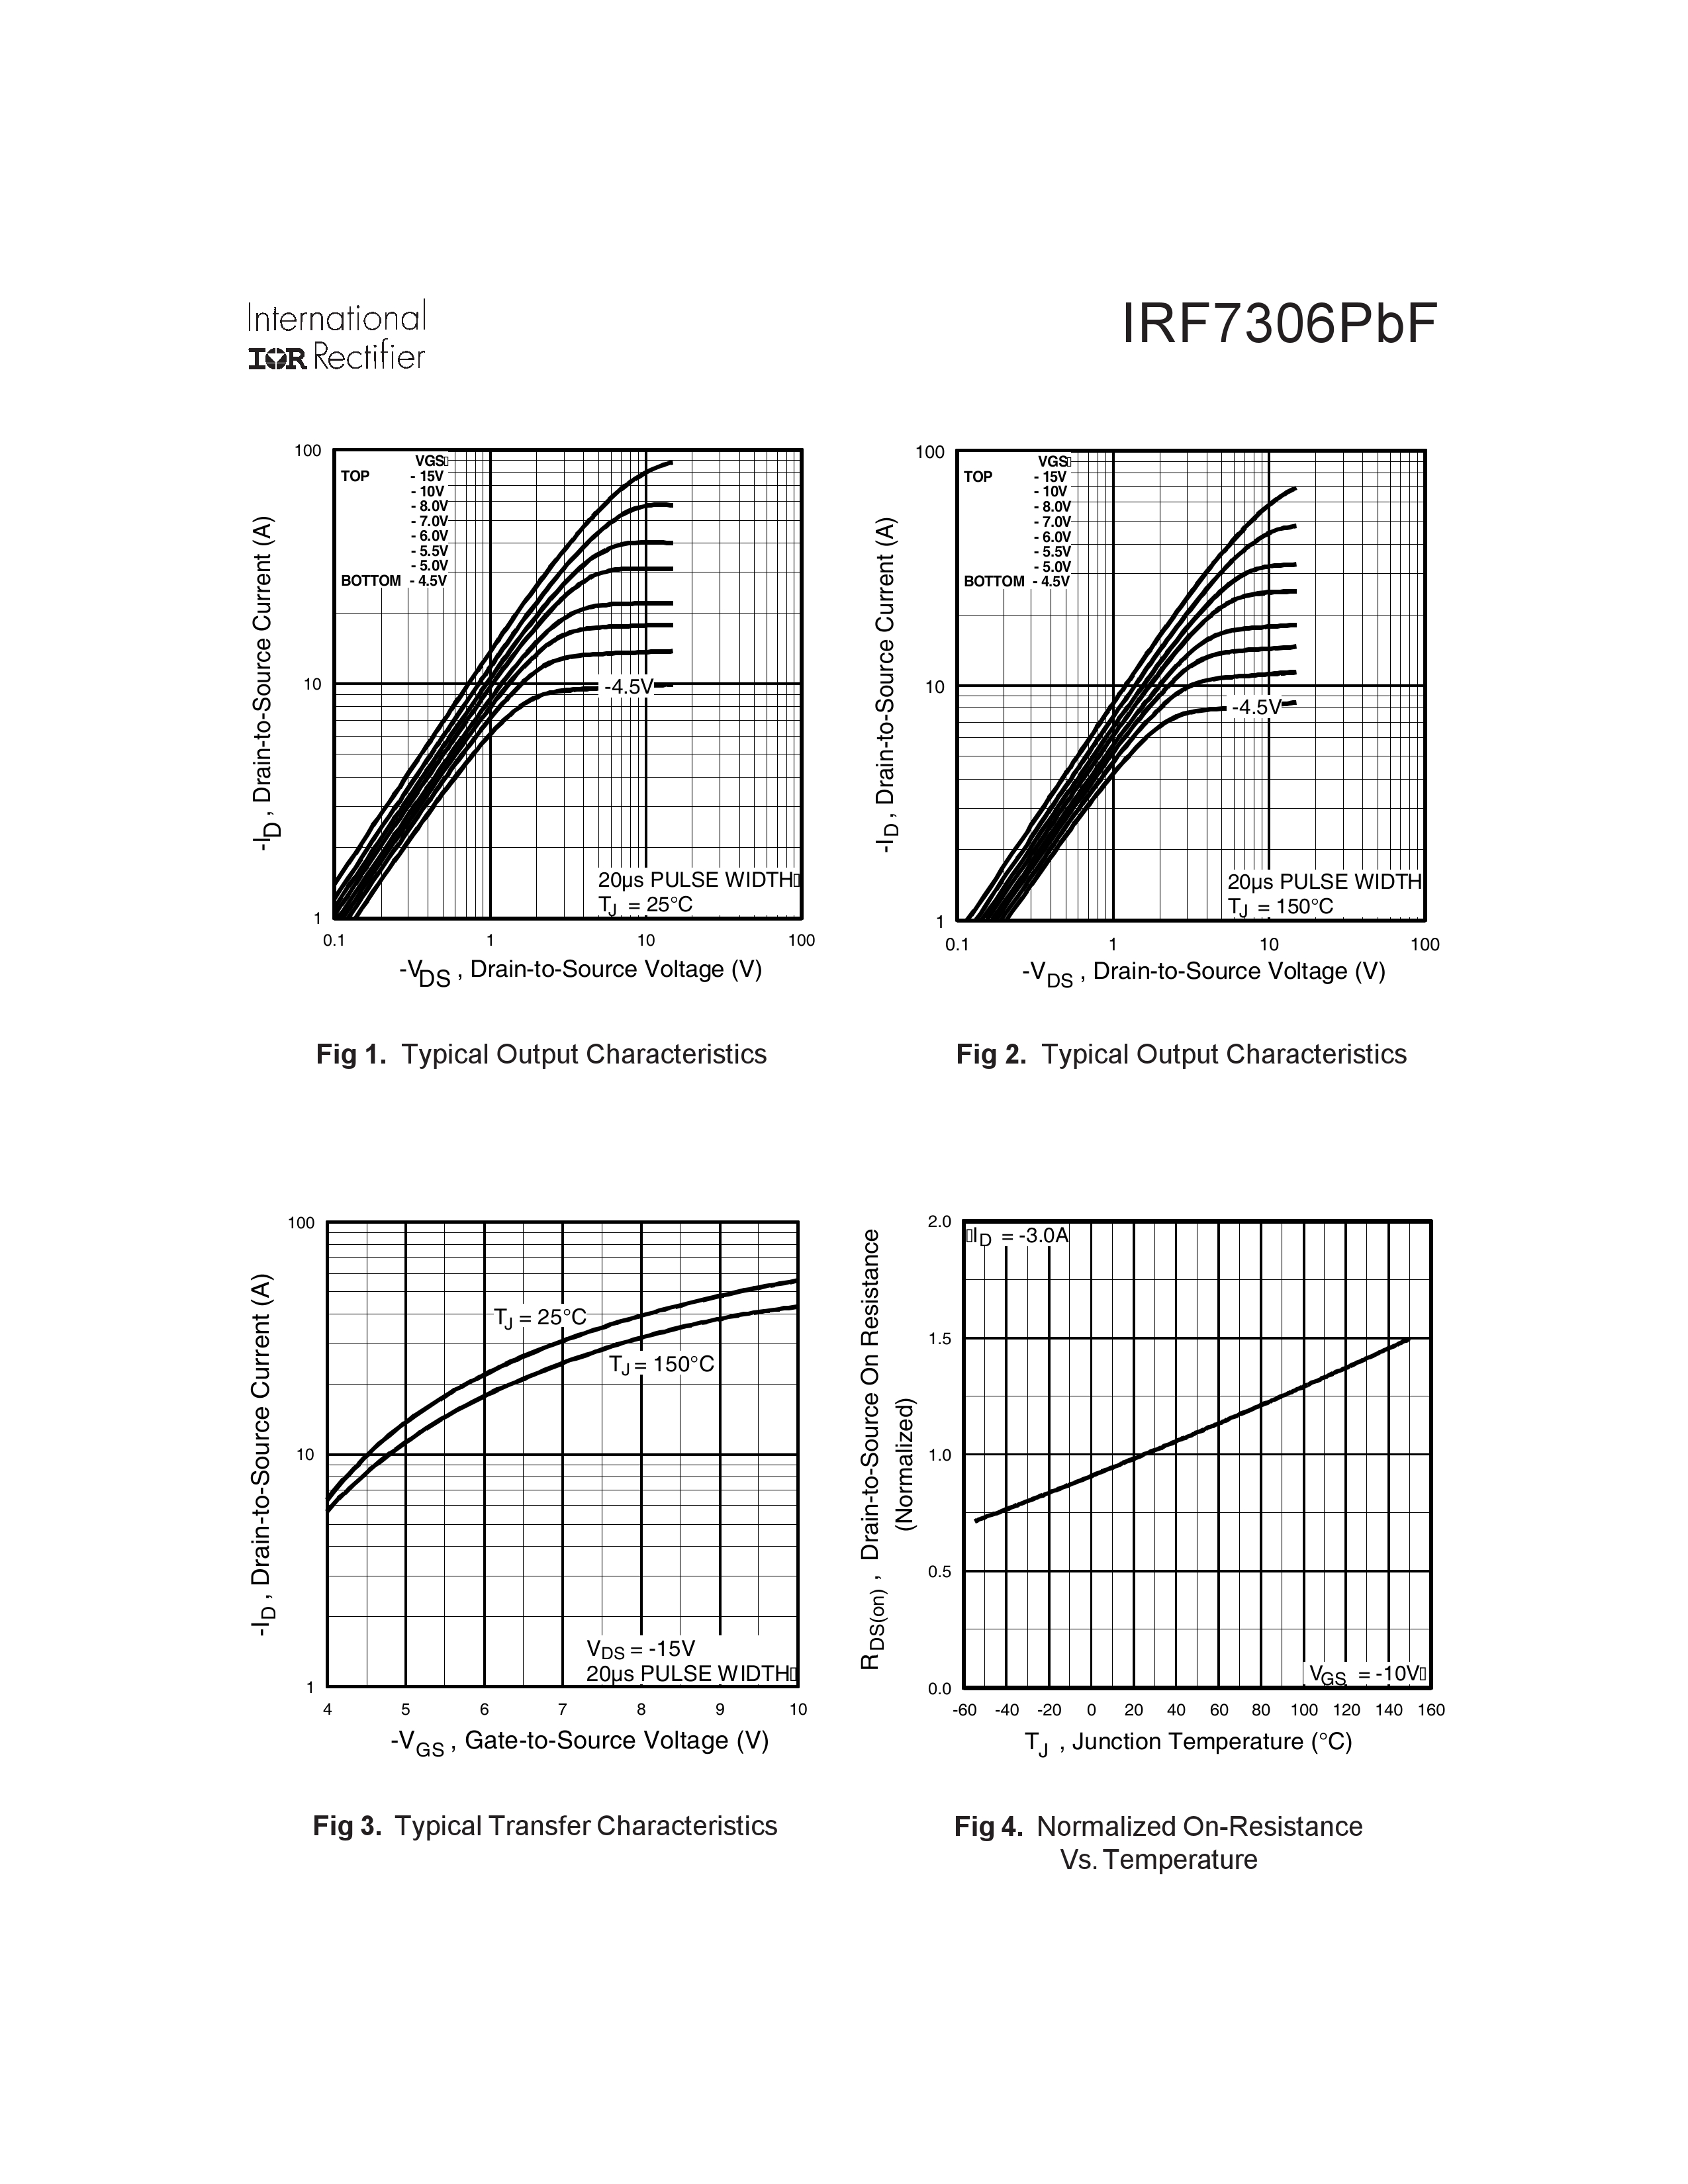 International
IOR Rectifier
IRF7306PbF
100
10
1
0.1 1 10 100
-ID , Drain-to-Source Current (A)
-VDS , Drain-to-Source Voltage (V)
VGS
TOP - 15V
- 10V
- 8.0V
- 7.0V
- 6.0V
- 5.5V
- 5.0V
BOTTOM - 4.5V
-4.5V
20µs PULSE WIDTH
TJ = 25°C
Fig 1. Typical Output Characteristics
100
10
1
0.1 1 10 100
-ID , Drain-to-Source Current (A)
-VDS , Drain-to-Source Voltage (V)
VGS
TOP - 15V
- 10V
- 8.0V
- 7.0V
- 6.0V
- 5.5V
- 5.0V
BOTTOM - 4.5V
-4.5V
20µs PULSE WIDTH
TJ = 150°C
Fig 2. Typical Output Characteristics
100
10
1
4 5 6 7 8 9 10
-ID , Drain-to-Source Current (A)
-VGS , Gate-to-Source Voltage (V)
TJ = 25°C
TJ = 150°C
VDS = -15V
20µs PULSE WIDTH
Fig 3. Typical Transfer Characteristics
2.0
1.5
1.0
0.5
0.0
-60 -40 -20 0 20 40 60 80 100 120 140 160
RDS(on) , Drain-to-Source On Resistance
(Normalized)
TJ , Junction Temperature (°C)
ID = -3.0A
VGS = -10V
Fig 4. Normalized On-Resistance
Vs. Temperature